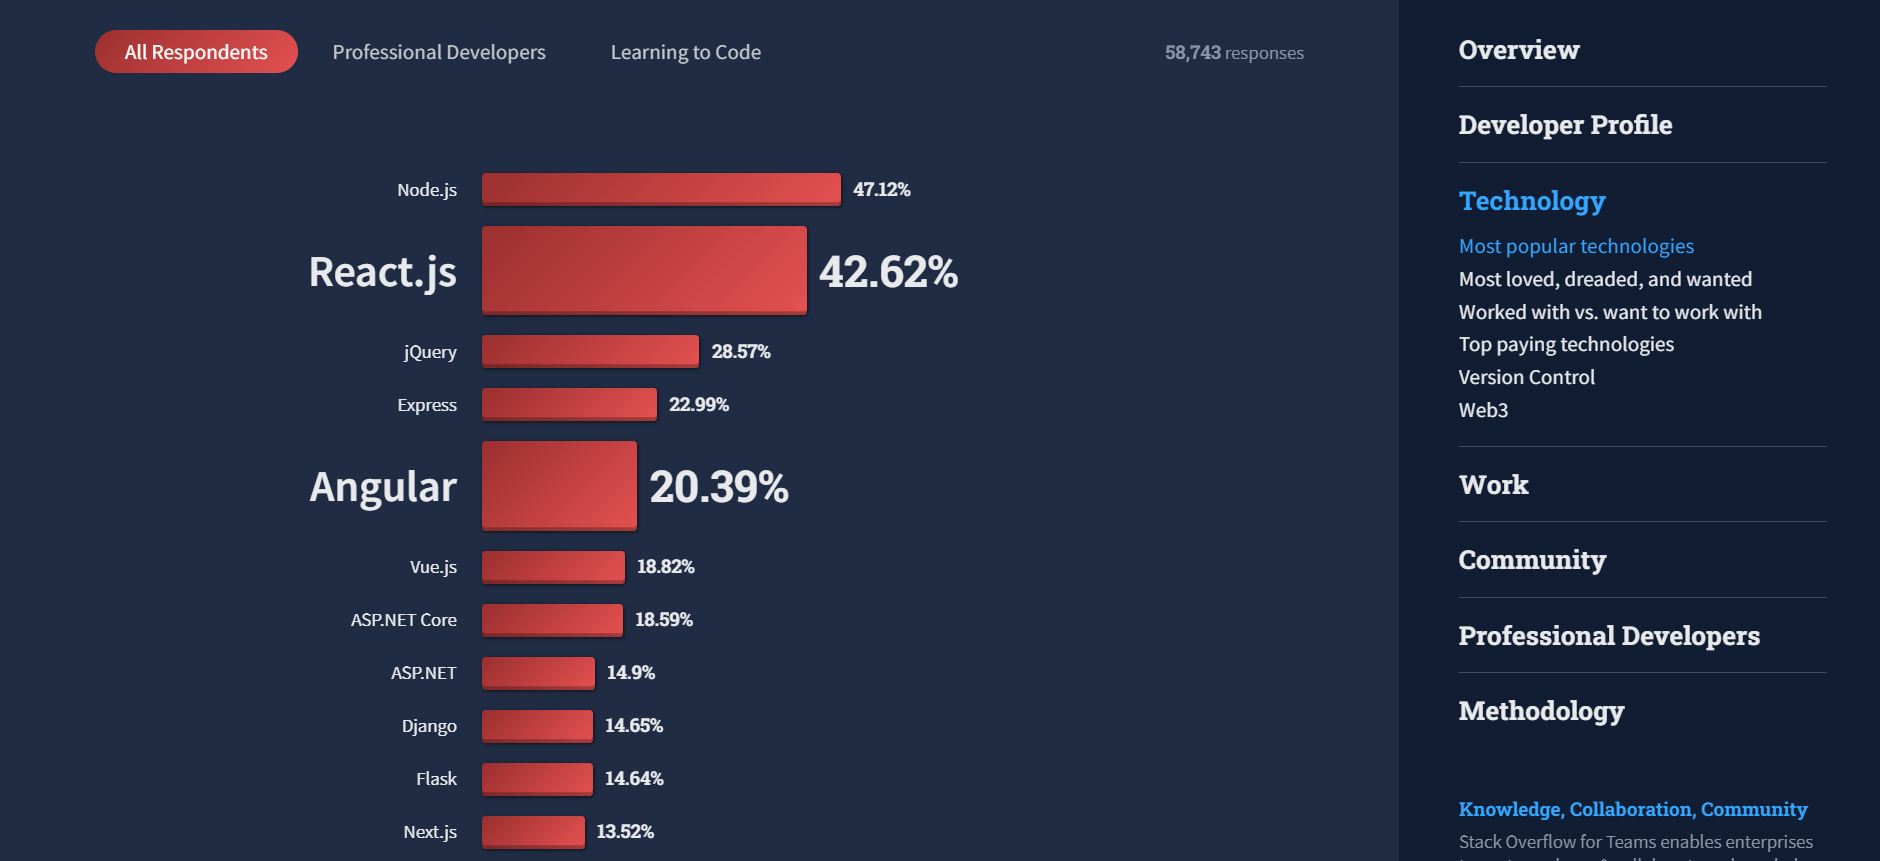 All Respondents Professional Developers Learning to Code 58,743 responses
Node.js 47.12%
React.js 42.62%
jQuery 28.57%
Express 22.99%
Angular 20.39%
Vue.js 18.82%
ASP.NET Core 18.59%
ASP.NET 14.9%
Django 14.65%
Flask 14.64%
Next.js 13.52%
Overview
Developer Profile
Technology
Most popular technologies
Most loved, dreaded, and wanted
Worked with vs. want to work with
Top paying technologies
Version Control
Web3
Work
Community
Professional Developers
Methodology
Knowledge, Collaboration, Community
Stack Overflow for Teams enables enterprises